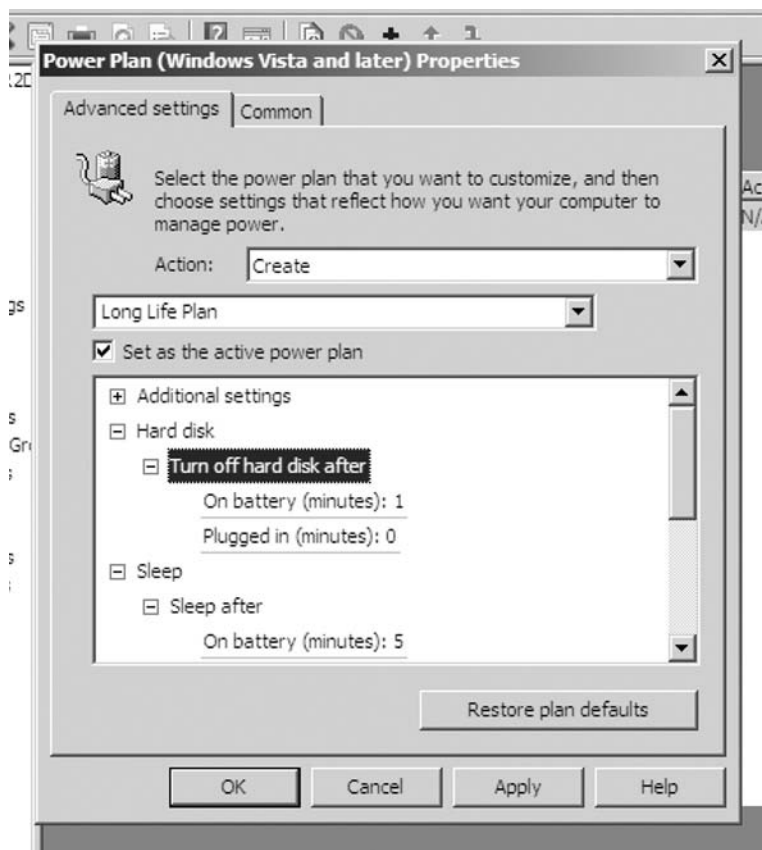 Power Plan (Windows Vista and later) Properties
Advanced settings
Common
Select the power plan that you want to customize, and then
choose settings that reflect how you want your computer to
manage power.
Action: Create
Long Life Plan
Set as the active power plan
Additional settings
Hard disk
Turn off hard disk after
On battery (minutes): 1
Plugged in (minutes): 0
Sleep
Sleep after
On battery (minutes): 5
Restore plan defaults
OK Cancel Apply Help